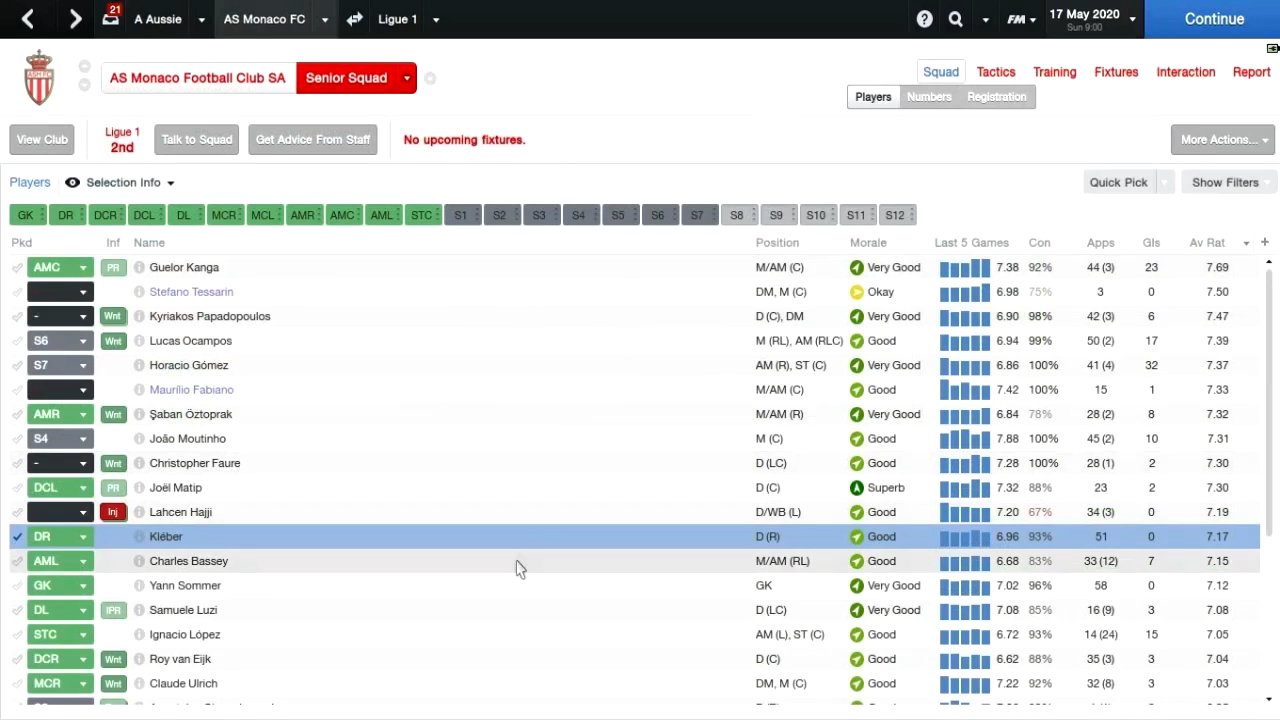 21 A Aussie AS Monaco FC Ligue 1 FM 17 May 2020 Sun 9:00 Continue
AS Monaco Football Club SA Senior Squad Squad Tactics Training Fixtures Interaction Report
Players Numbers Registration
View Club Ligue 1 2nd Talk to Squad Get Advice From Staff No upcoming fixtures. More Actions...
Players Selection Info Quick Pick Show Filters
GK DR DCR DCL DL MCR MCL AMR AMC AML STC S1 S2 S3 S4 S5 S6 S7 S8 S9 S10 S11 S12
Pkd Inf Name Position Morale Last 5 Games Con Apps Gls Av Rat
AMC PR Guelor Kanga M/AM (C) Very Good 7.38 92% 44 (3) 23 7.69
Stefano Tessarin DM, M (C) Okay 6.98 75% 3 0 7.50
- Wnt Kyriakos Papadopoulos D (C), DM Very Good 6.90 98% 42 (3) 6 7.47
S6 Wnt Lucas Ocampos M (RL), AM (RLC) Good 6.94 99% 50 (2) 17 7.39
S7 Horacio Gómez AM (R), ST (C) Very Good 6.86 100% 41 (4) 32 7.37
Maurílio Fabiano M/AM (C) Good 7.42 100% 15 1 7.33
AMR Wnt Şaban Öztoprak M/AM (R) Very Good 6.84 78% 28 (2) 8 7.32
S4 João Moutinho M (C) Good 7.88 100% 45 (2) 10 7.31
- Wnt Christopher Faure D (LC) Good 7.28 100% 28 (1) 2 7.30
DCL PR Joël Matip D (C) Superb 7.32 88% 23 2 7.30
Inj Lahcen Hajji D/WB (L) Good 7.20 67% 34 (3) 0 7.19
DR Kléber D (R) Good 6.96 93% 51 0 7.17
AML Charles Bassey M/AM (RL) Good 6.68 83% 33 (12) 7 7.15
GK Yann Sommer GK Very Good 7.02 96% 58 0 7.12
DL IPR Samuele Luzi D (LC) Very Good 7.08 85% 16 (9) 3 7.08
STC Ignacio López AM (L), ST (C) Good 6.72 93% 14 (24) 15 7.05
DCR Wnt Roy van Eijk D (C) Good 6.62 88% 35 (3) 3 7.04
MCR Wnt Claude Ulrich DM, M (C) Good 7.22 92% 32 (8) 3 7.03